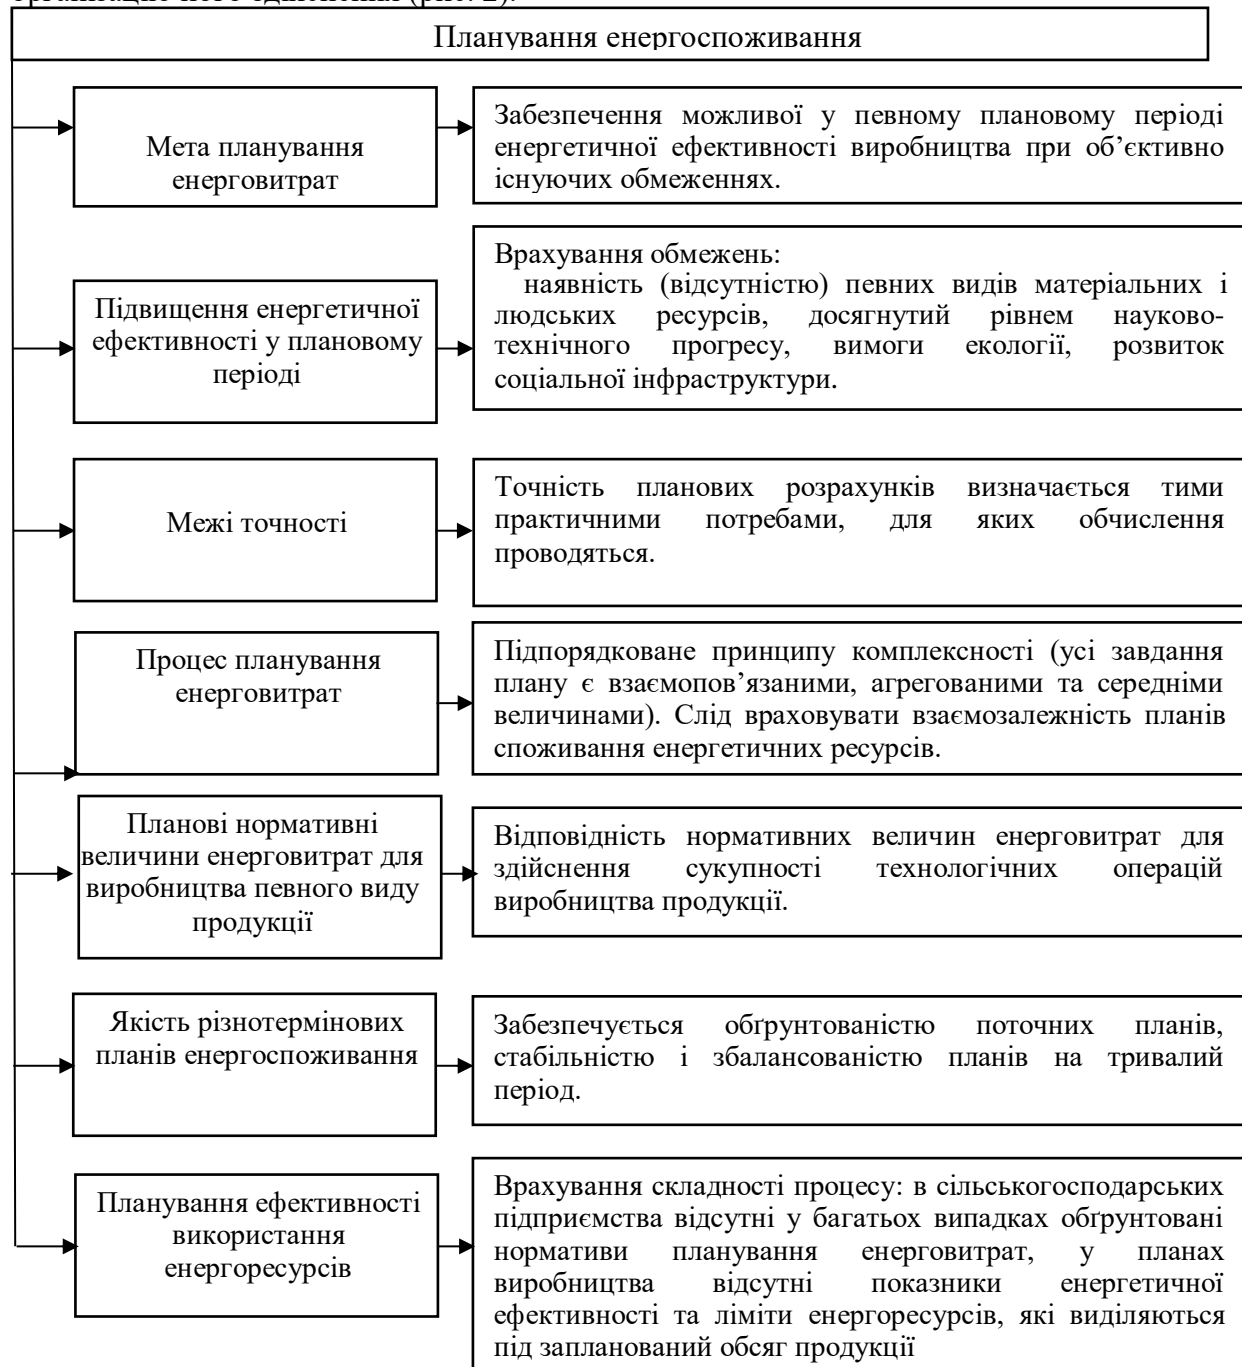 Планування енергоспоживання
Мета планування
енерговитрат
Забезпечення можливої у певному плановому періоді
енергетичної ефективності виробництва при об’єктивно
існуючих обмеженнях.
Підвищення енергетичної
ефективності у плановому
періоді
Врахування обмежень:
наявність (відсутністю) певних видів матеріальних і
людських ресурсів, досягнутий рівнем науково-
технічного прогресу, вимоги екології, розвиток
соціальної інфраструктури.
Межі точності
Точність планових розрахунків визначається тими
практичними потребами, для яких обчислення
проводяться.
Процес планування
енерговитрат
Підпорядковане принципу комплексності (усі завдання
плану є взаємопов’язаними, агрегованими та середніми
величинами). Слід враховувати взаємозалежність планів
споживання енергетичних ресурсів.
Планові нормативні
величини енерговитрат для
виробництва певного виду
продукції
Відповідність нормативних величин енерговитрат для
здійснення сукупності технологічних операцій
виробництва продукції.
Якість різнотермінових
планів енергоспоживання
Забезпечується обґрунтованістю поточних планів,
стабільністю і збалансованістю планів на тривалий
період.
Планування ефективності
використання
енергоресурсів
Врахування складності процесу: в сільськогосподарських
підприємства відсутні у багатьох випадках обґрунтовані
нормативи планування енерговитрат, у планах
виробництва відсутні показники енергетичної
ефективності та ліміти енергоресурсів, які виділяються
під запланований обсяг продукції